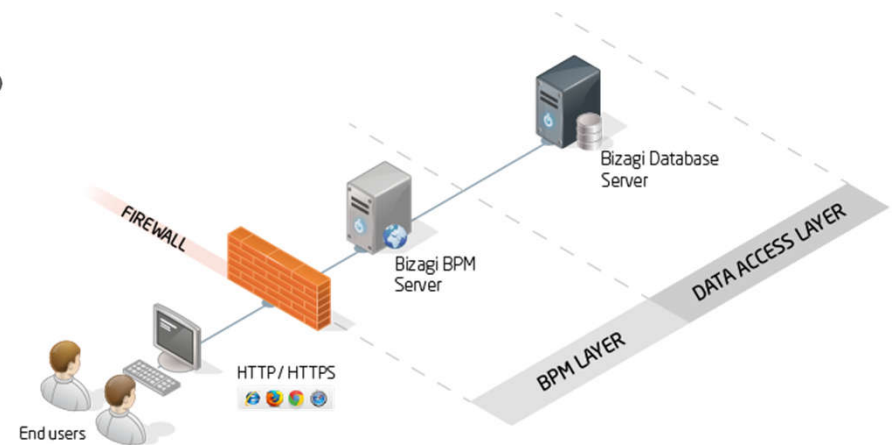 Bizagi Database
Server
FIREWALL
DATA ACCESS LAYER
Bizagi BPM
Server
BPM LAYER
HTTP / HTTPS
End users